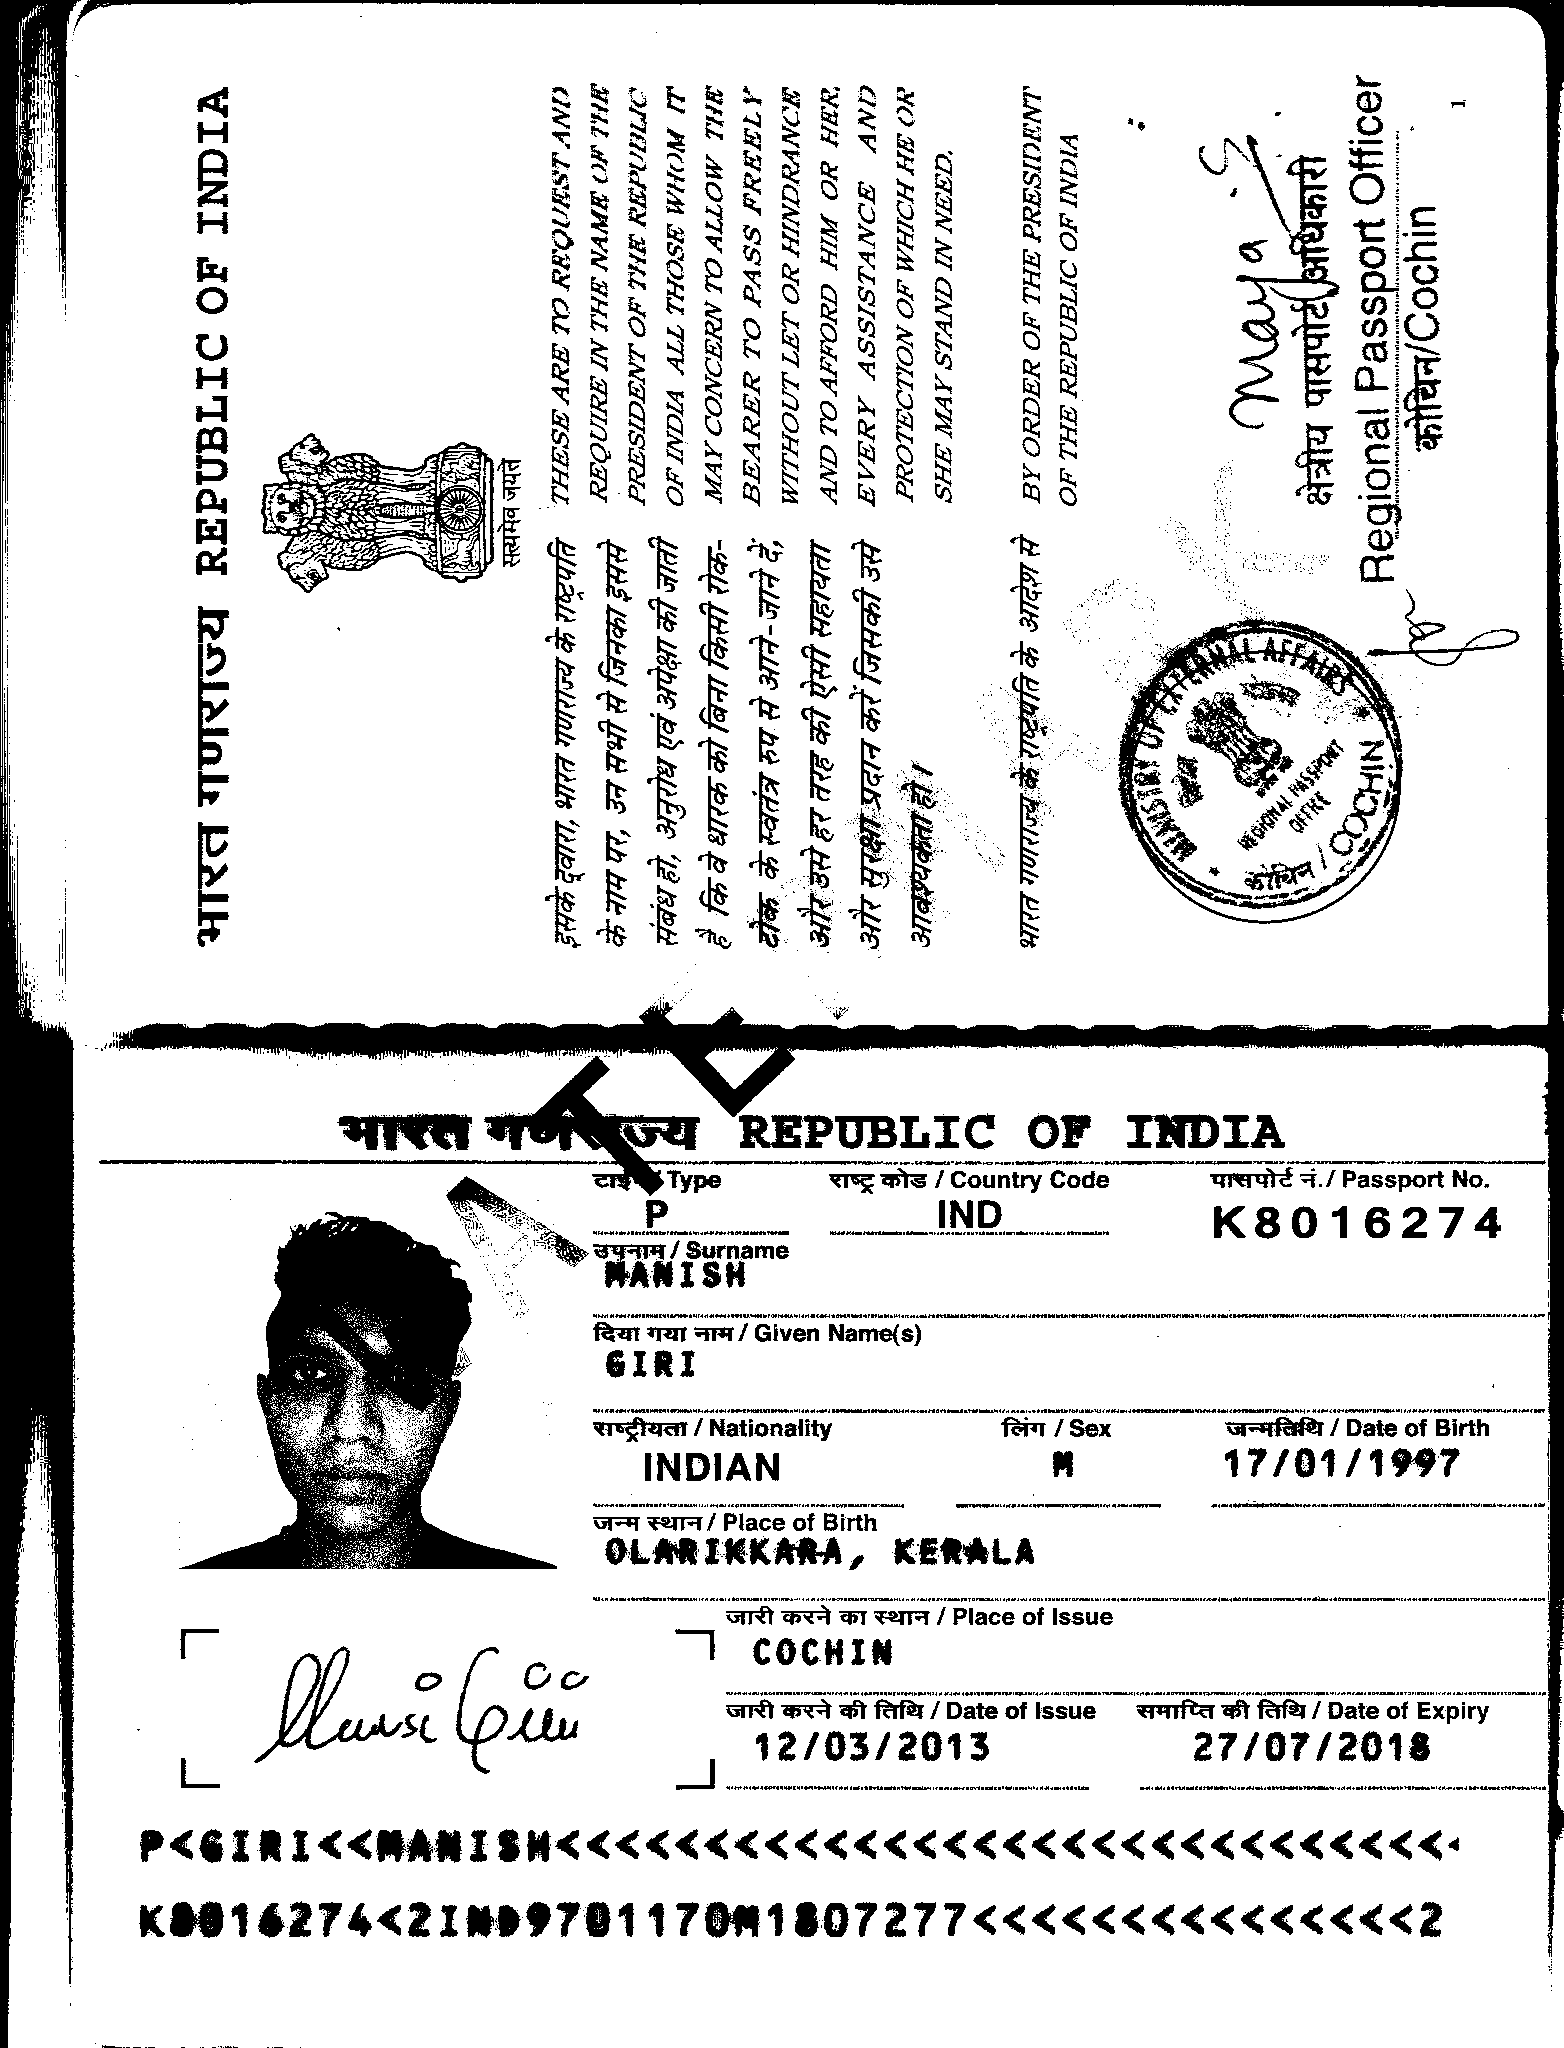 भारत गणराज्य REPUBLIC OF INDIA
सत्यमेव जयते
इसके द्वारा, भारत गणराज्य के राष्ट्रपति
के नाम पर, उन सभी से जिनका इससे
संबंध हो, अनुरोध एवं अपेक्षा की जाती
है कि वे धारक को बिना किसी रोक-
टोक के स्वतंत्र रुप से आने-जाने दें,
और उसे हर तरह की ऐसी सहायता
और सुरक्षा प्रदान करें जिसकी उसे
आवश्यकता हो।
THESE ARE TO REQUEST AND
REQUIRE IN THE NAME OF THE
PRESIDENT OF THE REPUBLIC
OF INDIA ALL THOSE WHOM IT
MAY CONCERN TO ALLOW THE
BEARER TO PASS FREELY
WITHOUT LET OR HINDRANCE
AND TO AFFORD HIM OR HER,
EVERY ASSISTANCE AND
PROTECTION OF WHICH HE OR
SHE MAY STAND IN NEED.
भारत गणराज्य के राष्ट्रपति के आदेश से
BY ORDER OF THE PRESIDENT
OF THE REPUBLIC OF INDIA
MINISTRY OF EXTERNAL AFFAIRS
REGIONAL PASSPORT
OFFICE
कोचिन / COCHIN
Maya
क्षेत्रीय पासपोर्ट अधिकारी
Regional Passport Officer
कोचिन/Cochin
1
भारत गणराज्य REPUBLIC OF INDIA
टाईप / Type राष्ट्र कोड / Country Code पासपोर्ट नं. / Passport No.
P IND K8016274
उपनाम / Surname
MANISH
दिया गया नाम / Given Name(s)
GIRI
राष्ट्रीयता / Nationality लिंग / Sex जन्मतिथि / Date of Birth
INDIAN M 17/01/1997
जन्म स्थान / Place of Birth
OLARIKKARA, KERALA
जारी करने का स्थान / Place of Issue
COCHIN
जारी करने की तिथि / Date of Issue समाप्ति की तिथि / Date of Expiry
12/03/2013 27/07/2018
P<GIRI<<MANISH<<<<<<<<<<<<<<<<<<<<<<<<<<<<<<
K8016274<2IND9701170M1807277<<<<<<<<<<<<<<<2